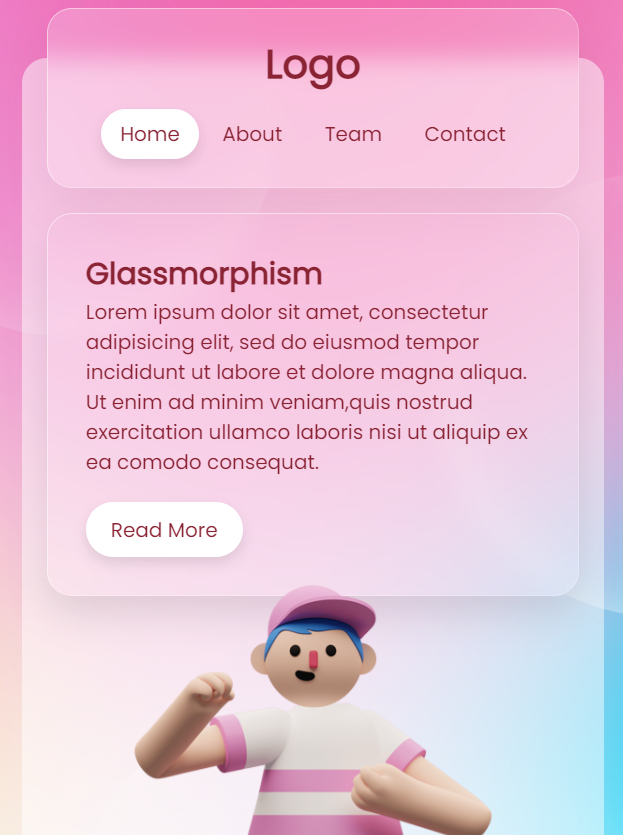 Logo
Home About Team Contact
Glassmorphism
Lorem ipsum dolor sit amet, consectetur
adipisicing elit, sed do eiusmod tempor
incididunt ut labore et dolore magna aliqua.
Ut enim ad minim veniam,quis nostrud
exercitation ullamco laboris nisi ut aliquip ex
ea comodo consequat.
Read More